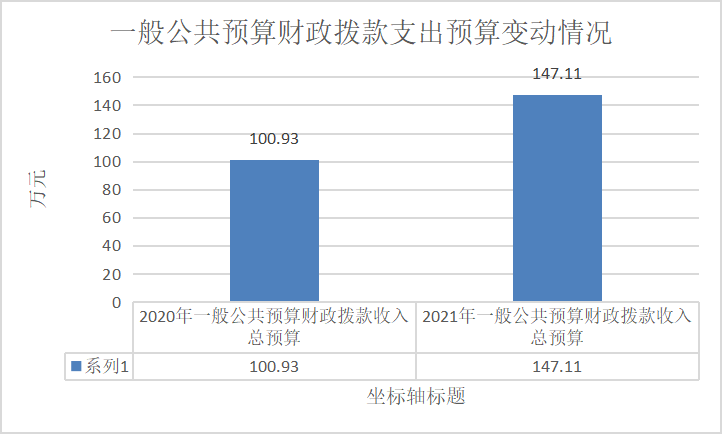 一般公共预算财政拨款支出预算变动情况
万元
160
140
120
100
80
60
40
20
0
100.93
147.11
2020年一般公共预算财政拨款收入
总预算
2021年一般公共预算财政拨款收入
总预算
系列1
100.93
147.11
坐标轴标题